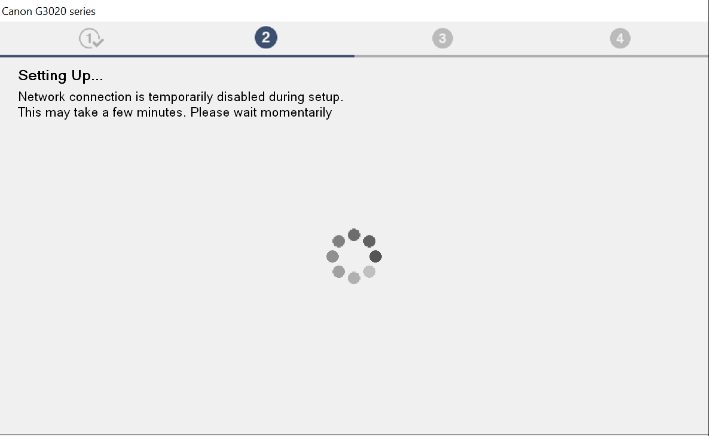 Canon G3020 series
1 2 3 4
Setting Up...
Network connection is temporarily disabled during setup.
This may take a few minutes. Please wait momentarily